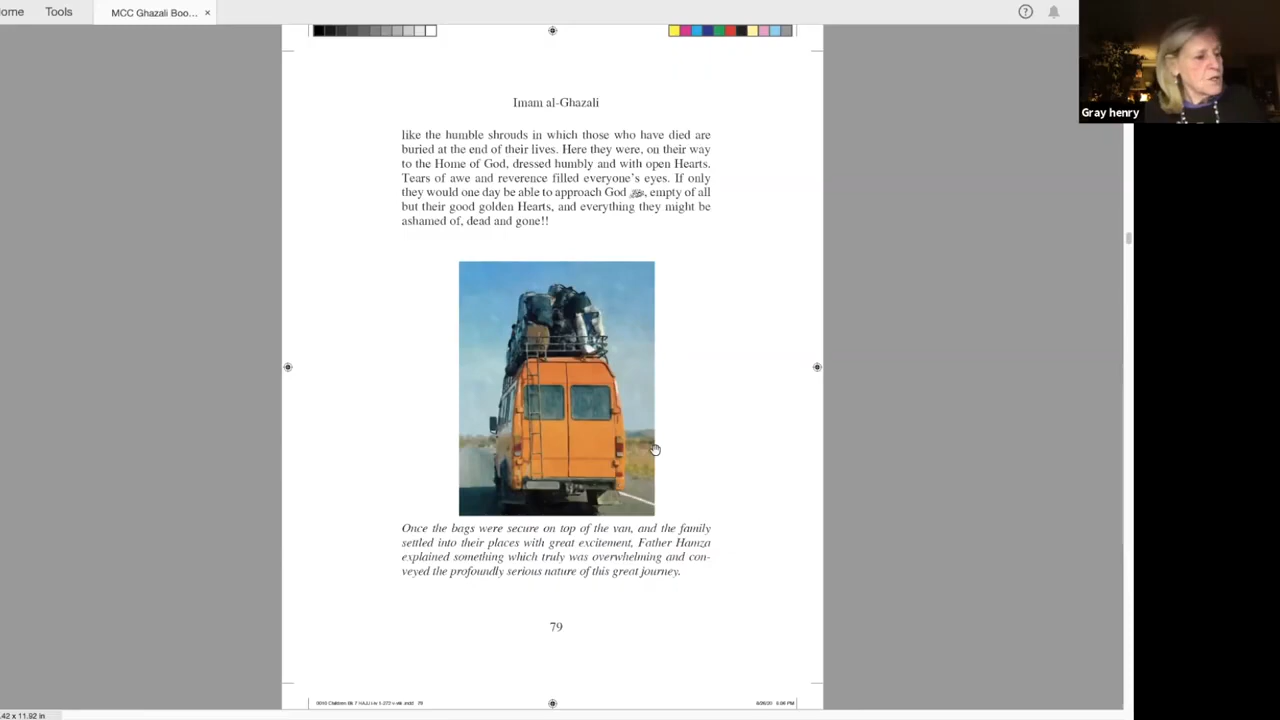 ome
Tools
MCC Ghazali Boo... ×
?
Gray henry
Imam al-Ghazali
like the humble shrouds in which those who have died are
buried at the end of their lives. Here they were, on their way
to the Home of God, dressed humbly and with open Hearts.
Tears of awe and reverence filled everyone's eyes. If only
they would one day be able to approach God , empty of all
but their good golden Hearts, and everything they might be
ashamed of, dead and gone!!
Once the bags were secure on top of the van, and the family
settled into their places with great excitement, Father Hamza
explained something which truly was overwhelming and con-
veyed the profoundly serious nature of this great journey.
79
.42 x 11.92 in